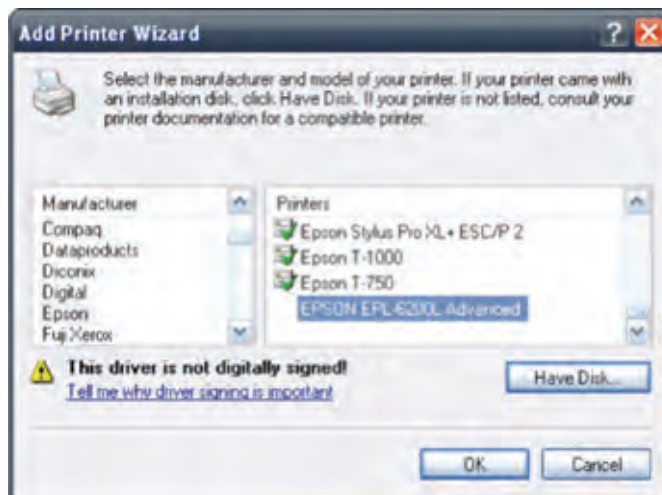 Add Printer Wizard
Select the manufacturer and model of your printer. If your printer came with
an installation disk, click Have Disk. If your printer is not listed, consult your
printer documentation for a compatible printer.
Manufacturer
Compaq
Dataproducts
Diconix
Digital
Epson
Fuji Xerox
Printers
Epson Stylus Pro XL+ ESC/P 2
Epson T-1000
Epson T-750
EPSON EPL-6200L Advanced
This driver is not digitally signed!
Tell me why driver signing is important
Have Disk...
OK
Cancel